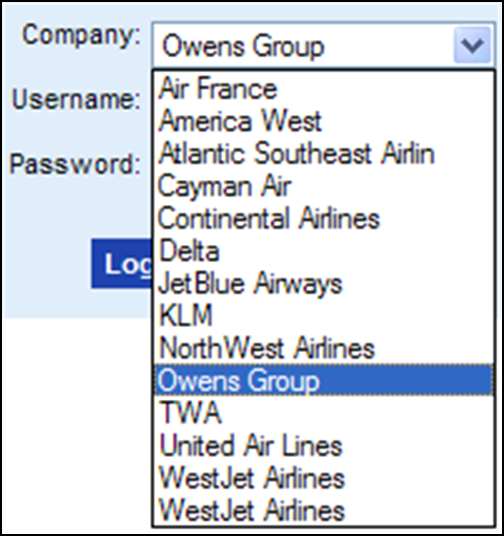 Company: Owens Group
Air France
Username: America West
Atlantic Southeast Airlin
Password: Cayman Air
Continental Airlines
Delta
Log
JetBlue Airways
KLM
NorthWest Airlines
Owens Group
TWA
United Air Lines
WestJet Airlines
WestJet Airlines